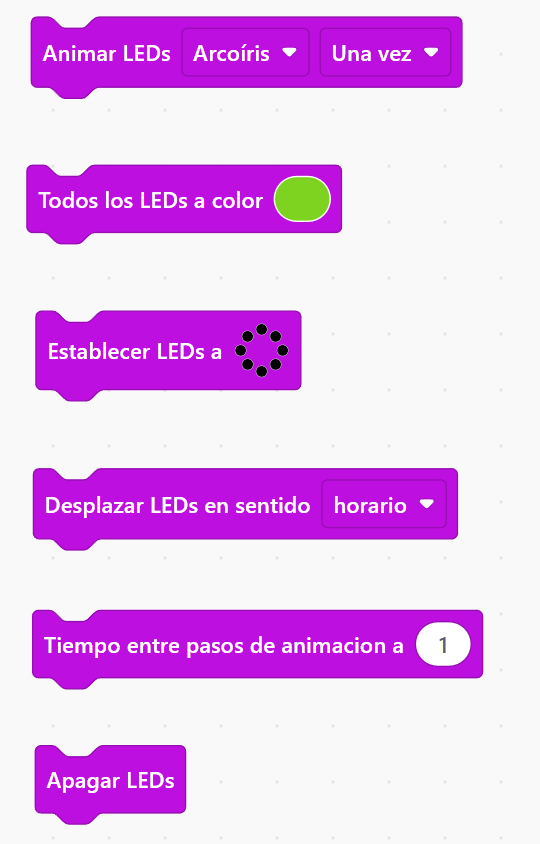 Animar LEDs Arcoíris Una vez
Todos los LEDs a color
Establecer LEDs a
Desplazar LEDs en sentido horario
Tiempo entre pasos de animacion a 1
Apagar LEDs